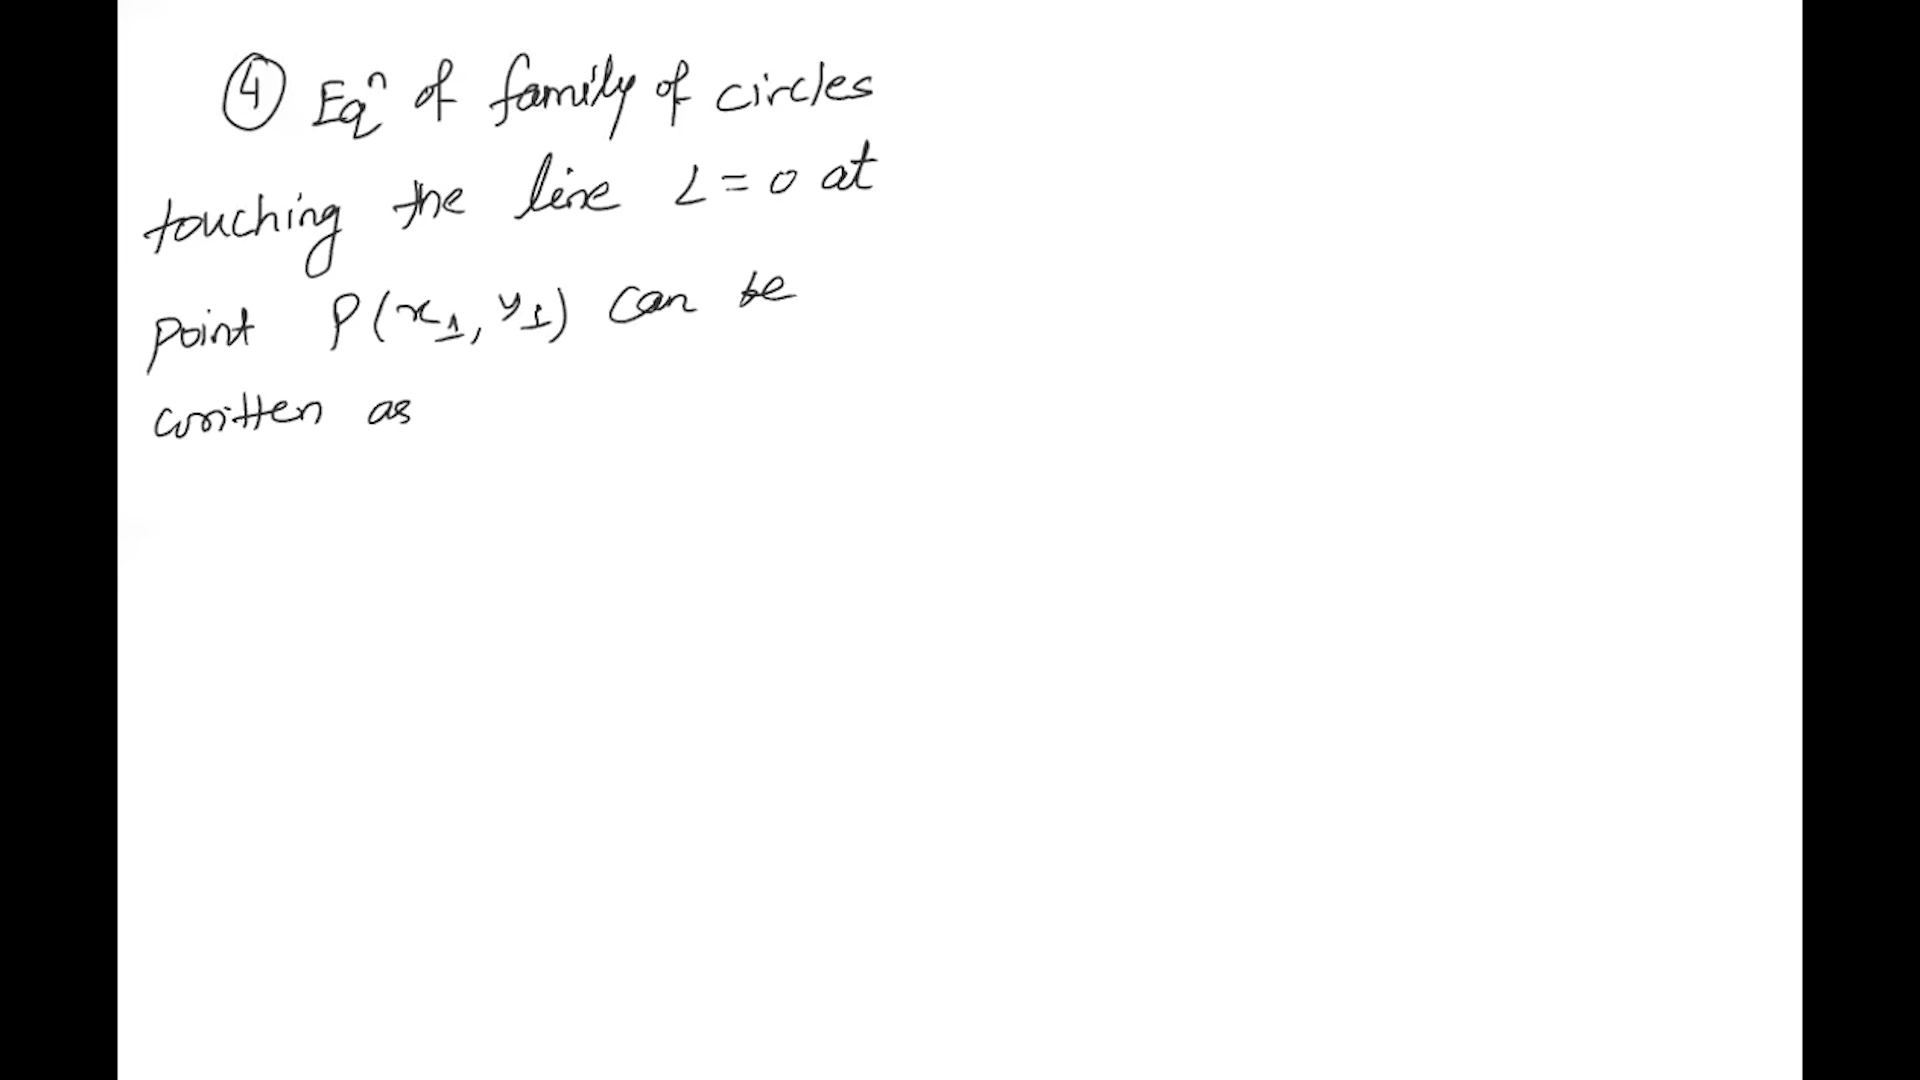 ④ Eqⁿ of family of circles
touching the line L = 0 at
point P(x₁, y₁) can be
written as